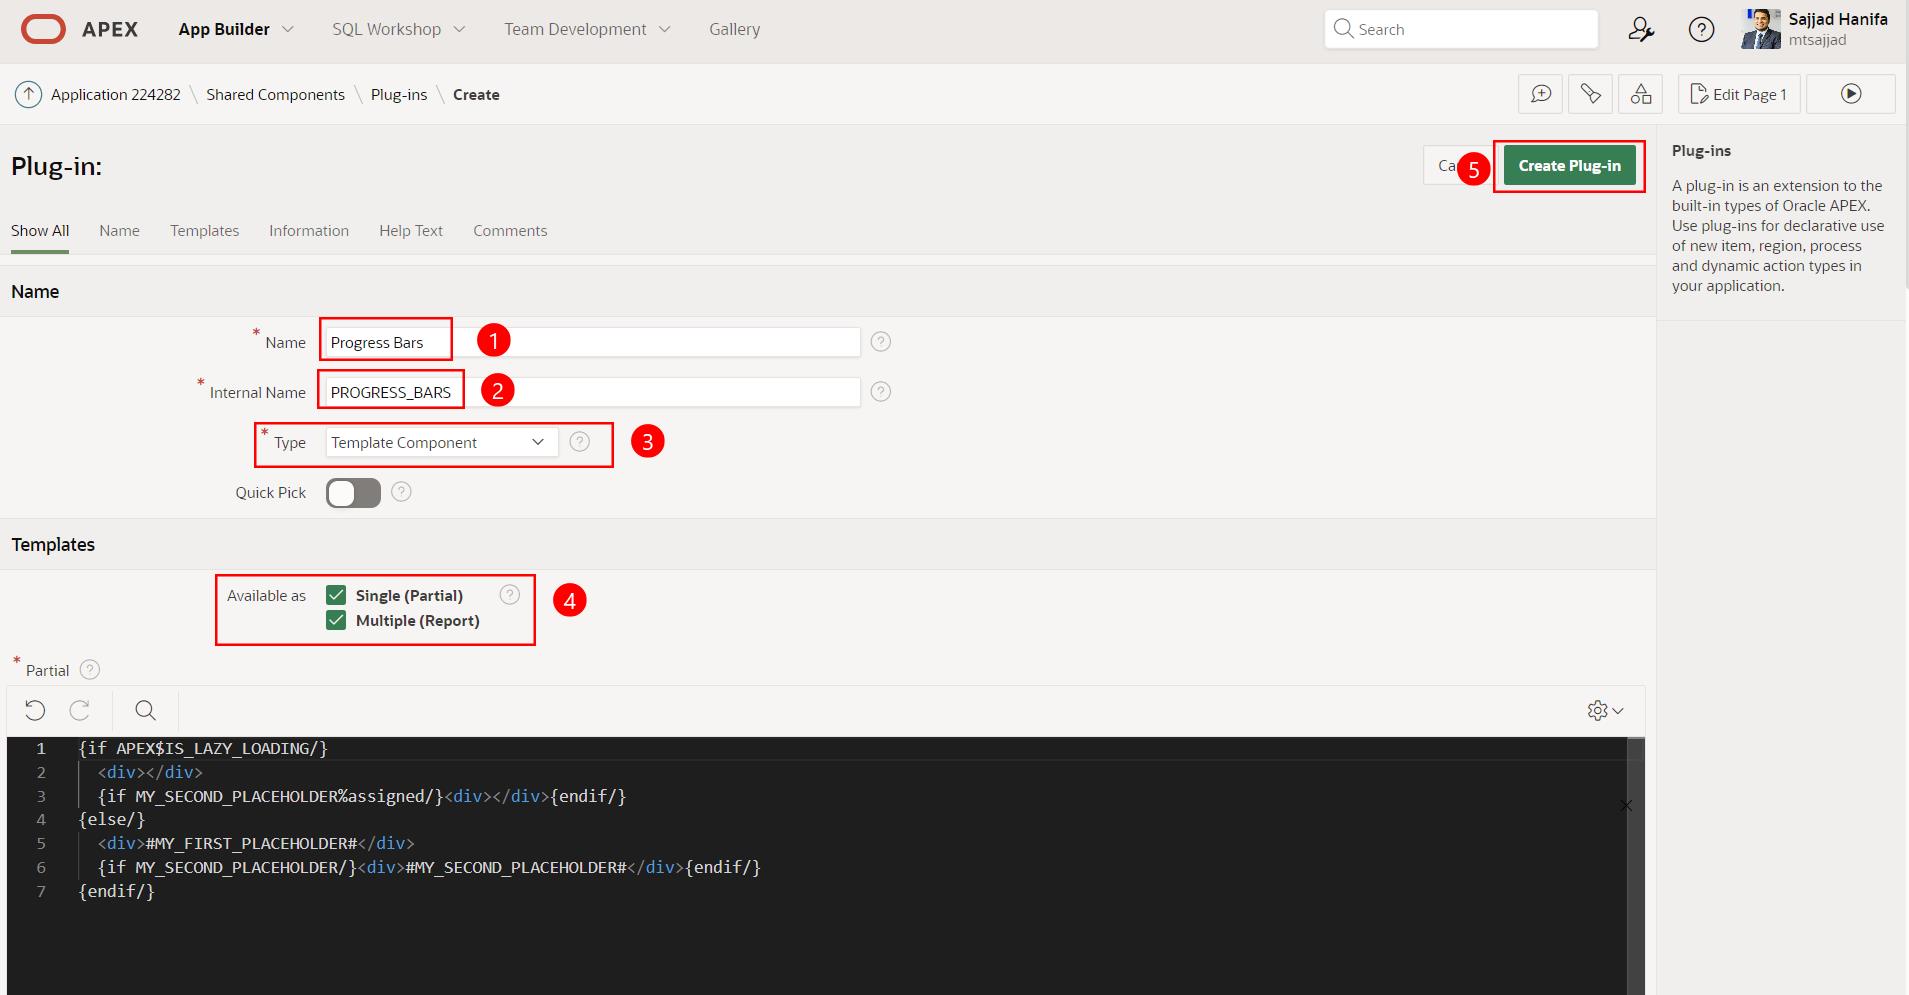 APEX App Builder SQL Workshop Team Development Gallery Search Sajjad Hanifa
mtsajjad
Application 224282 \ Shared Components \ Plug-ins \ Create Edit Page 1
Plug-in:
5 Create Plug-in
Show All Name Templates Information Help Text Comments
Name
* Name Progress Bars 1
* Internal Name PROGRESS_BARS 2
* Type Template Component 3
Quick Pick
Templates
Available as Single (Partial)
Multiple (Report) 4
* Partial
1 {if APEX$IS_LAZY_LOADING/}
2 <div></div>
3 {if MY_SECOND_PLACEHOLDER%assigned/}<div></div>{endif/}
4 {else/}
5 <div>#MY_FIRST_PLACEHOLDER#</div>
6 {if MY_SECOND_PLACEHOLDER/}<div>#MY_SECOND_PLACEHOLDER#</div>{endif/}
7 {endif/}
Plug-ins
A plug-in is an extension to the
built-in types of Oracle APEX.
Use plug-ins for declarative use
of new item, region, process
and dynamic action types in
your application.